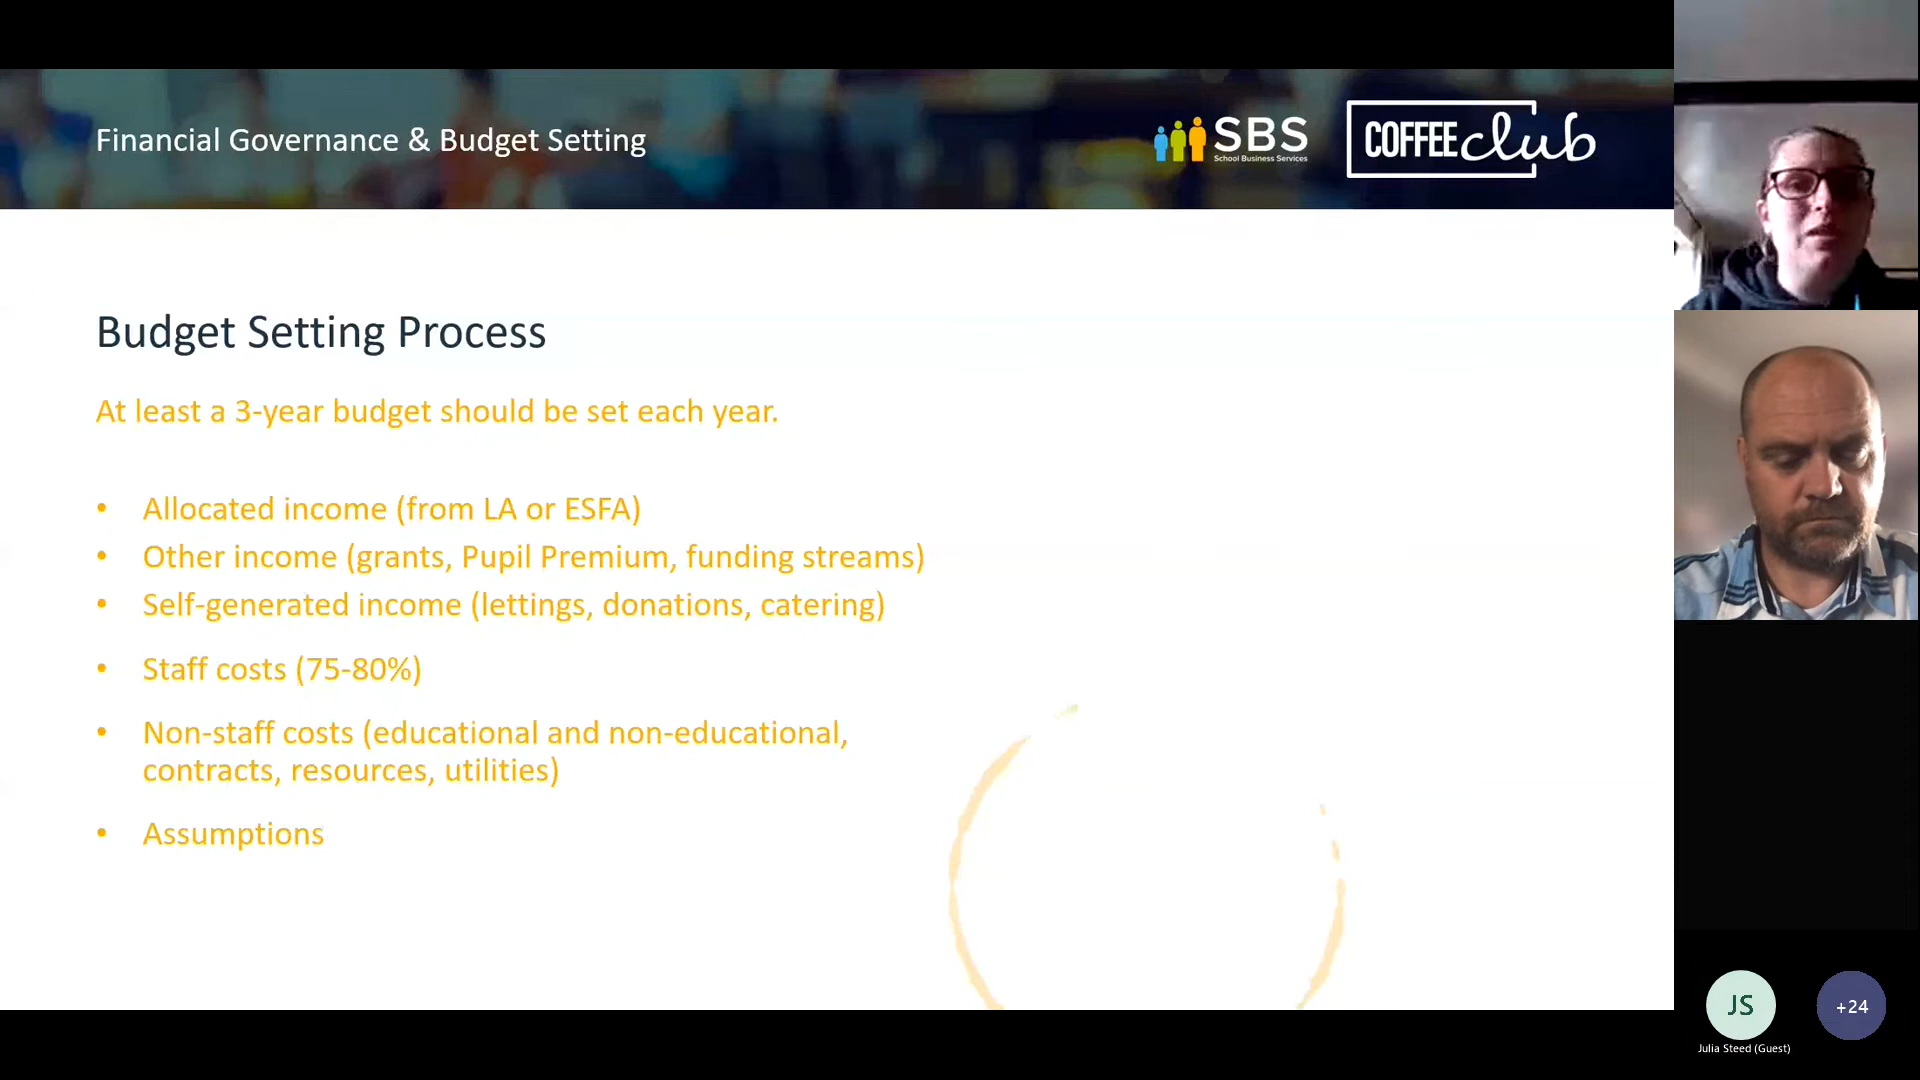 Financial Governance & Budget Setting
SBS
School Business Services
COFFEE club
Budget Setting Process
At least a 3-year budget should be set each year.
• Allocated income (from LA or ESFA)
• Other income (grants, Pupil Premium, funding streams)
• Self-generated income (lettings, donations, catering)
• Staff costs (75-80%)
• Non-staff costs (educational and non-educational,
contracts, resources, utilities)
• Assumptions
JS
+24
Julia Steed (Guest)